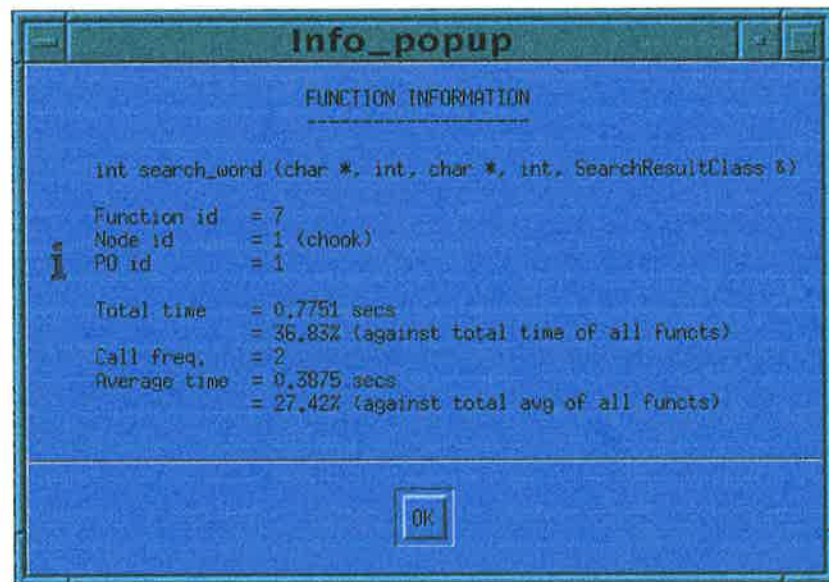 Info_popup
FUNCTION INFORMATION
int search_word (char *, int, char *, int, SearchResultClass &)
Function id = 7
Node id = 1 (chook)
i PO id = 1
Total time = 0.7751 secs
= 36.83% (against total time of all functs)
Call freq. = 2
Average time = 0.3875 secs
= 27.42% (against total avg of all functs)
OK